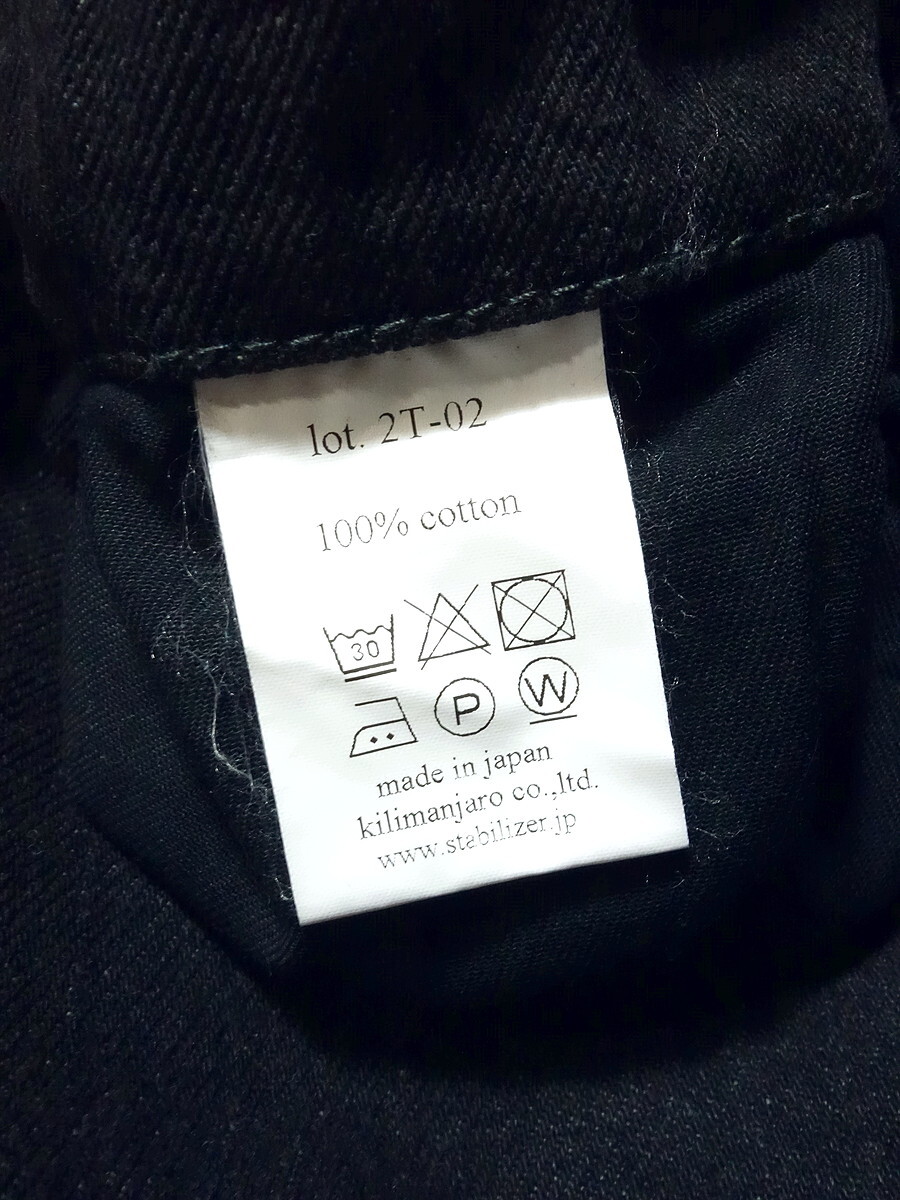 lot. 2T-02
100% cotton
30
P W
made in japan
kilimanjaro co.,ltd.
www.stabilizer.jp